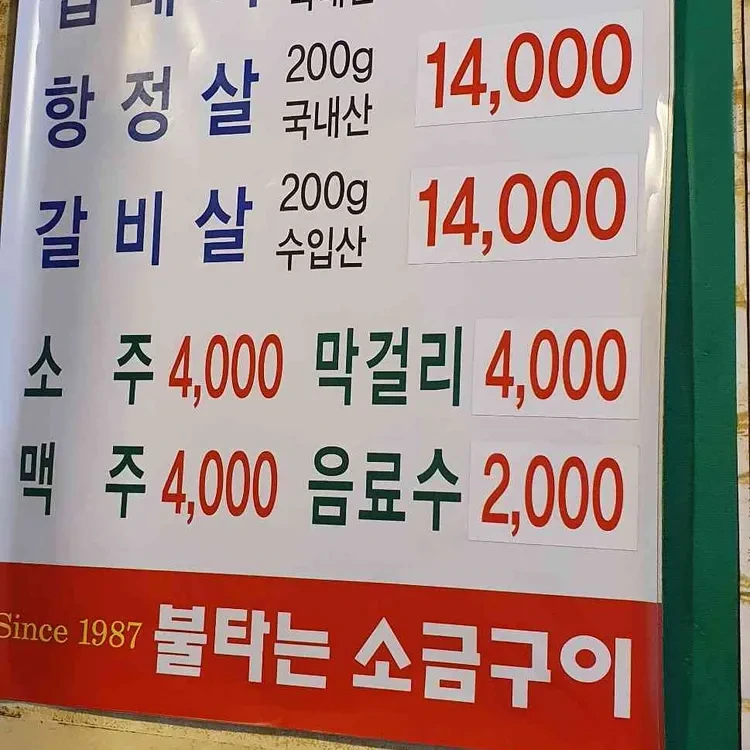 항정살 200g 국내산 14,000
갈비살 200g 수입산 14,000
소주 4,000 막걸리 4,000
맥주 4,000 음료수 2,000
Since 1987 불타는 소금구이